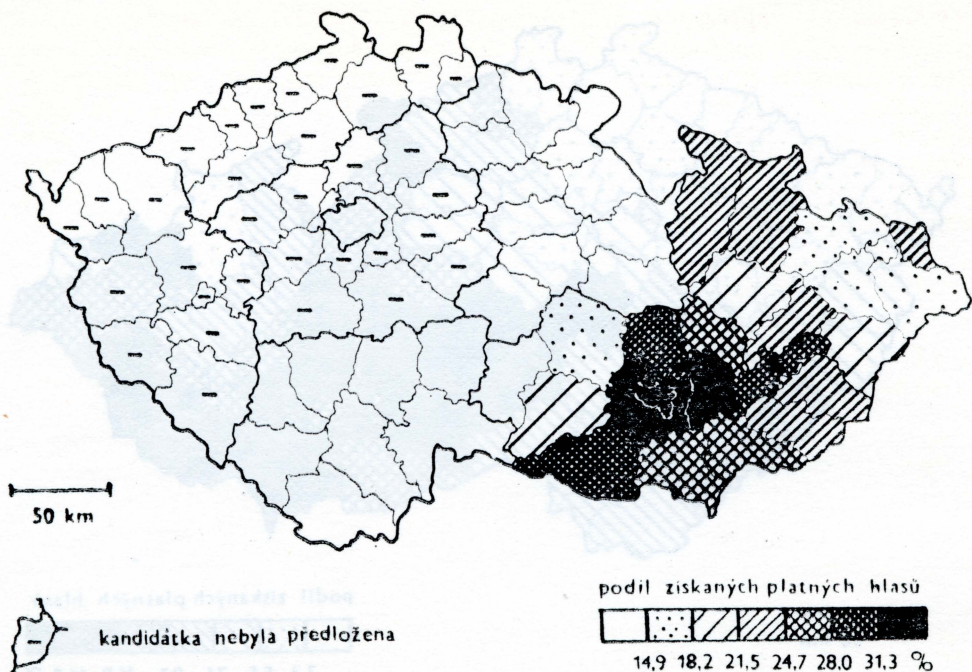 50 km
kandidátka nebyla předložena
podíl získaných platných hlasů
14,9 18,2 21,5 24,7 28,0 31,3 %